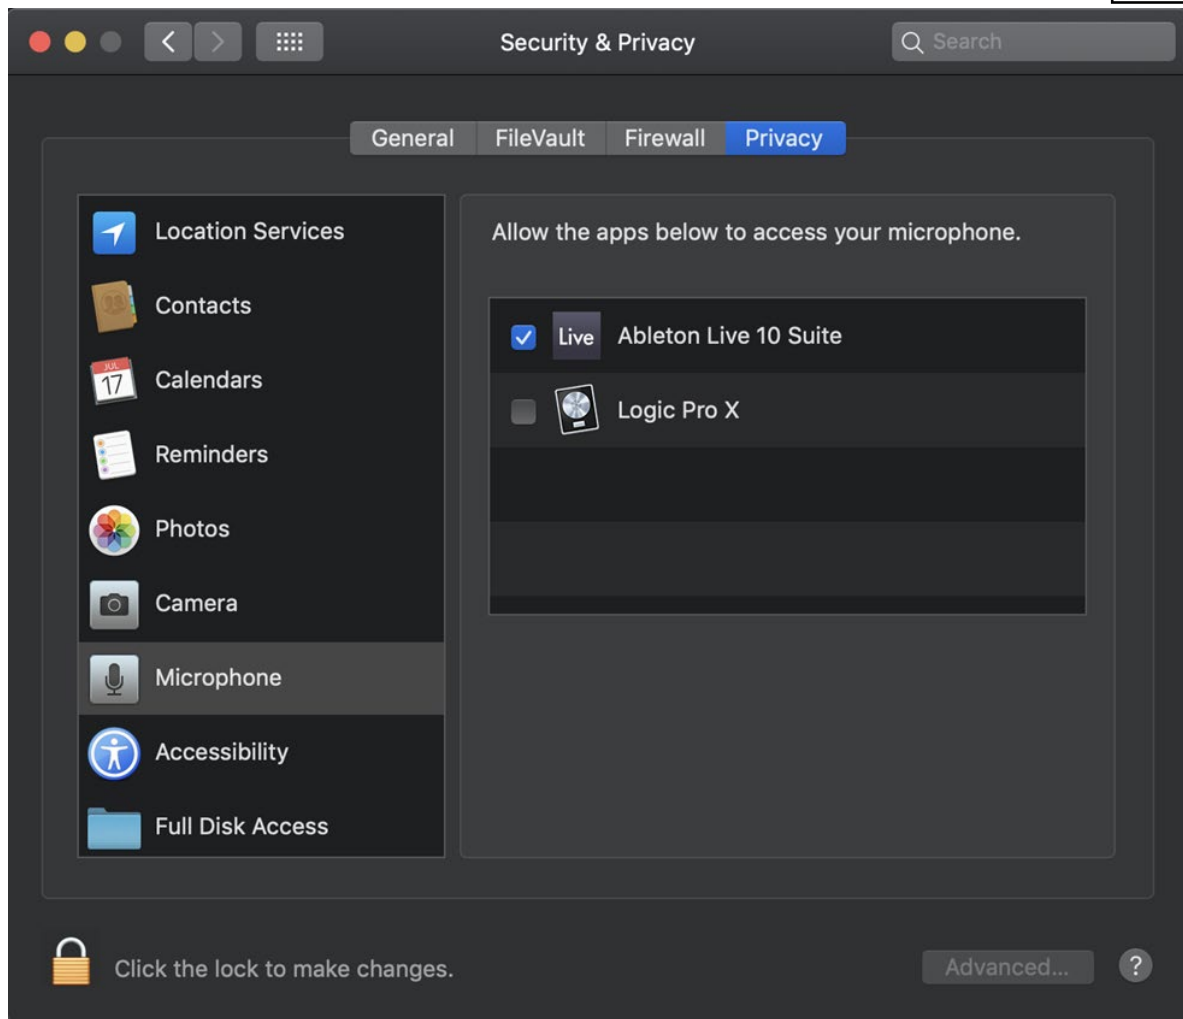 Security & Privacy
Search
General FileVault Firewall Privacy
Location Services
Contacts
JUL
17
Calendars
Reminders
Photos
Camera
Microphone
Accessibility
Full Disk Access
Allow the apps below to access your microphone.
Live Ableton Live 10 Suite
Logic Pro X
Click the lock to make changes.
Advanced...
?